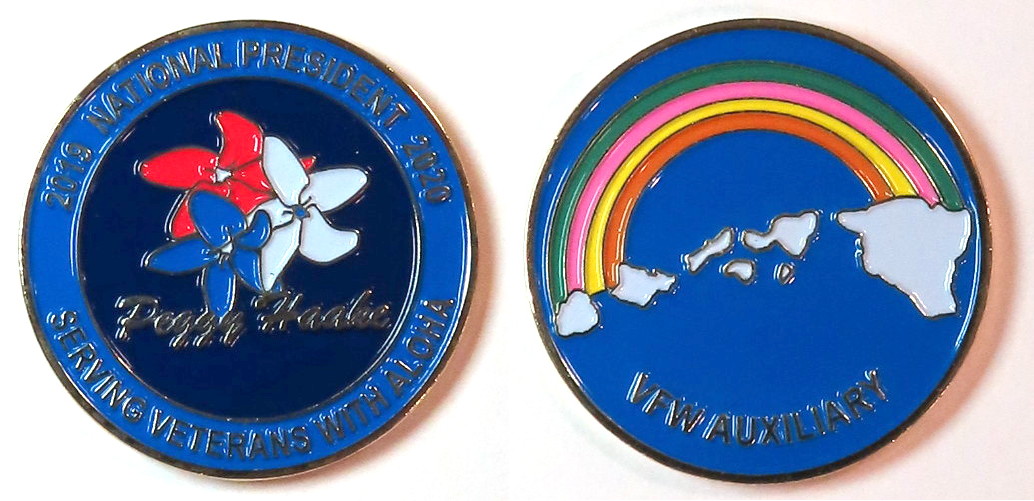 2019 NATIONAL PRESIDENT 2020
Peggy Haake
SERVING VETERANS WITH ALOHA
VFW AUXILIARY